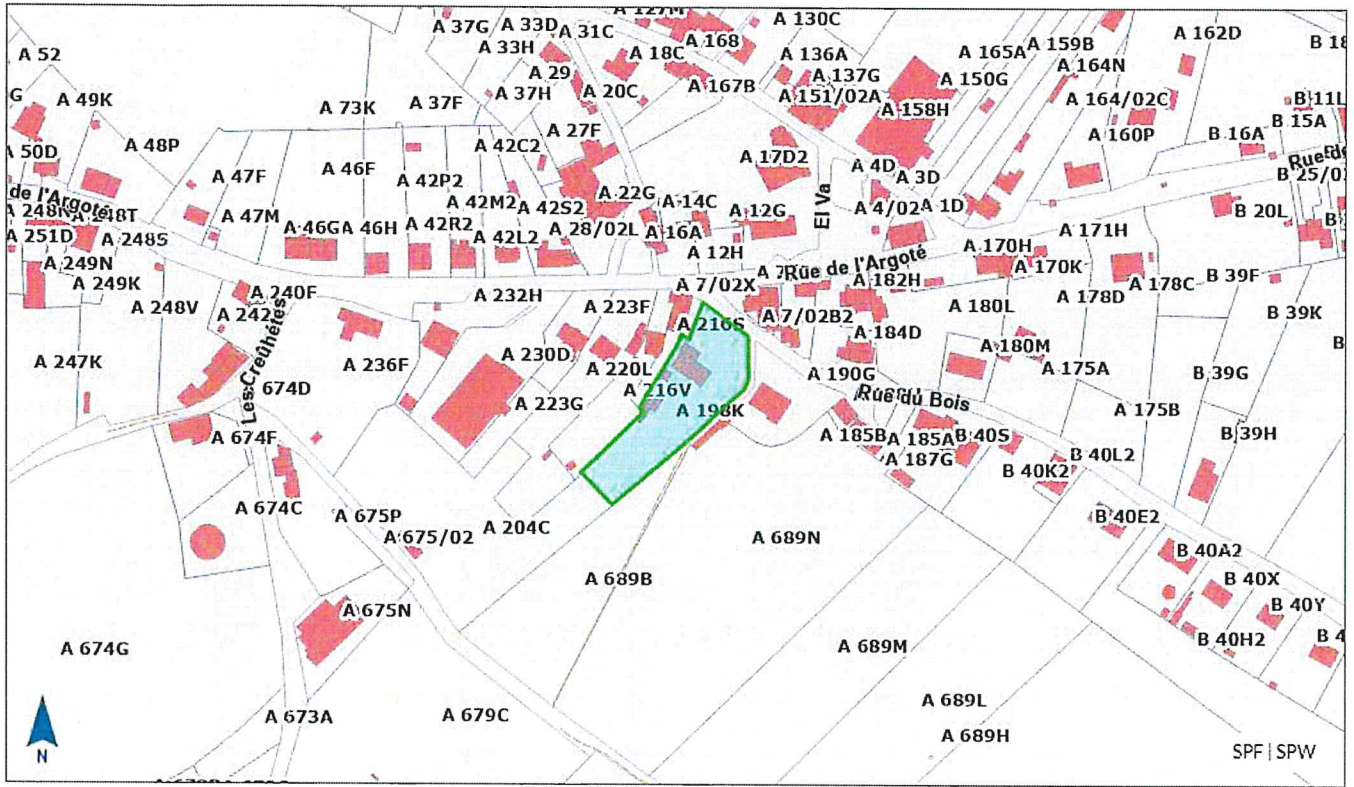 A 37G
A 33D
A 31C
A 127M
A 130C
A 52
A 33H
A 18C
A 168
A 136A
A 165A
A 159B
A 162D
A 29
A 137G
A 150G
A 164N
G
A 49K
A 73K
A 37F
A 37H
A 20C
A 167B
A 151/02A
A 158H
A 164/02C
B 11L
B 15A
A 50D
A 48P
A 27F
A 160P
B 16A
A 42C2
A 17D2
A 4D
A 47F
A 46F
A 42P2
A 3D
Rue de
de l'Argoté
A 42M2
A 42S2
A 22G
A 14C
El Va
A 4/02
A 1D
A 248T
A 47M
A 46G
A 46H
A 42R2
A 28/02L
A 12G
B 20L
A 251D
A 248S
A 42L2
A 16A
A 12H
A 171H
A 170H
A 249N
Rue de l'Argoté
A 170K
A 249K
A 240F
A 232H
A 7/02X
A 182H
A 178C
B 39F
A 248V
A 242
A 223F
A 216S
A 7/02B2
A 180L
A 178D
B 39K
A 184D
A 247K
Les Creûhètes
A 236F
A 230D
A 220L
A 180M
A 175A
674D
A 216V
A 190G
B 39G
A 223G
A 198K
Rue du Bois
A 175B
A 674F
A 185B
A 185A
B 40S
B 39H
A 187G
B 40K2
B 40L2
A 674C
A 675P
A 204C
B 40E2
A 675/02
A 689N
B 40A2
A 689B
B 40X
A 675N
B 40Y
A 674G
A 689M
B 40H2
B 4
A 689L
A 673A
A 679C
A 689H
N
SPF | SPW